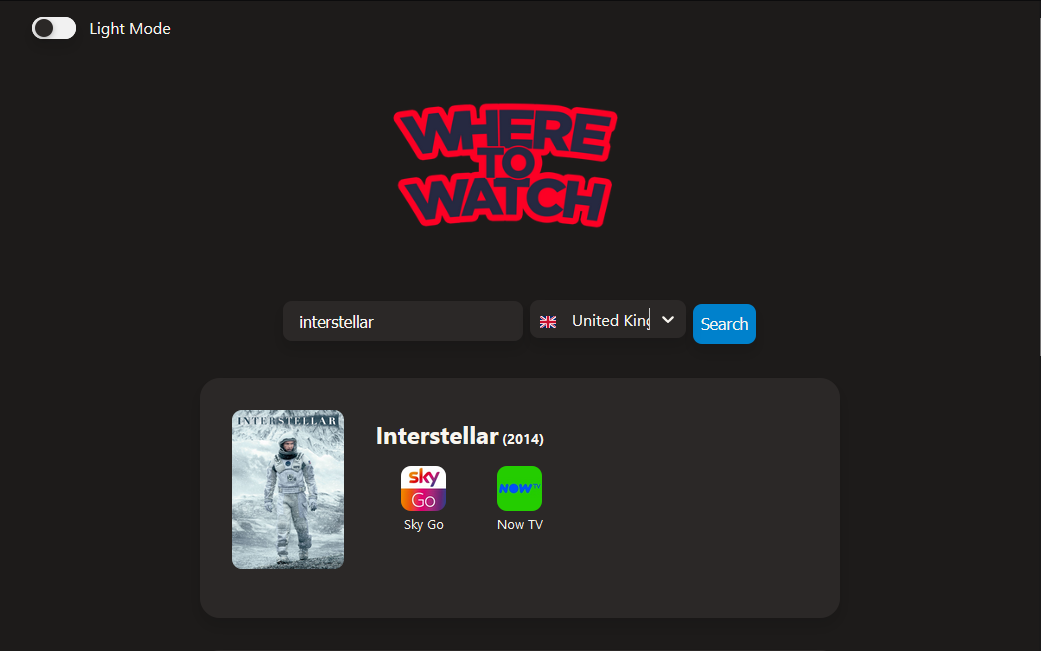 Light Mode
WHERE
TO
WATCH
interstellar
United King
Search
INTERSTELLAR
Interstellar (2014)
sky
Go
NOW TV
Sky Go
Now TV